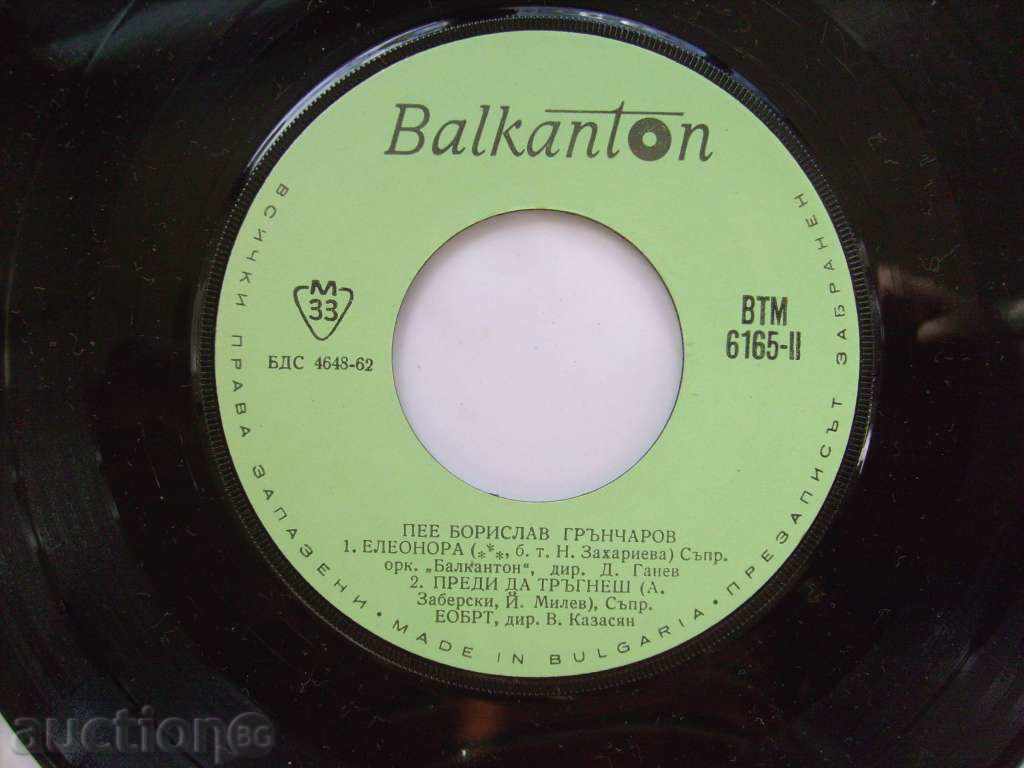 Balkanton
М
33
БДС 4648-62
ВТМ
6165-II
ПЕЕ БОРИСЛАВ ГРЪНЧАРОВ
1. ЕЛЕОНОРА (***, б. т. Н. Захариева) Съпр.
орк. „Балкантон“, дир. Д. Ганев
2. ПРЕДИ ДА ТРЪГНЕШ (А.
Заберски, Й. Милев), Съпр.
ЕОБРТ, дир. В. Казасян
ВСИЧКИ ПРАВА ЗАПАЗЕНИ • MADE IN BULGARIA • ПРЕЗАПИСЪТ ЗАБРАНЕН
auction BG